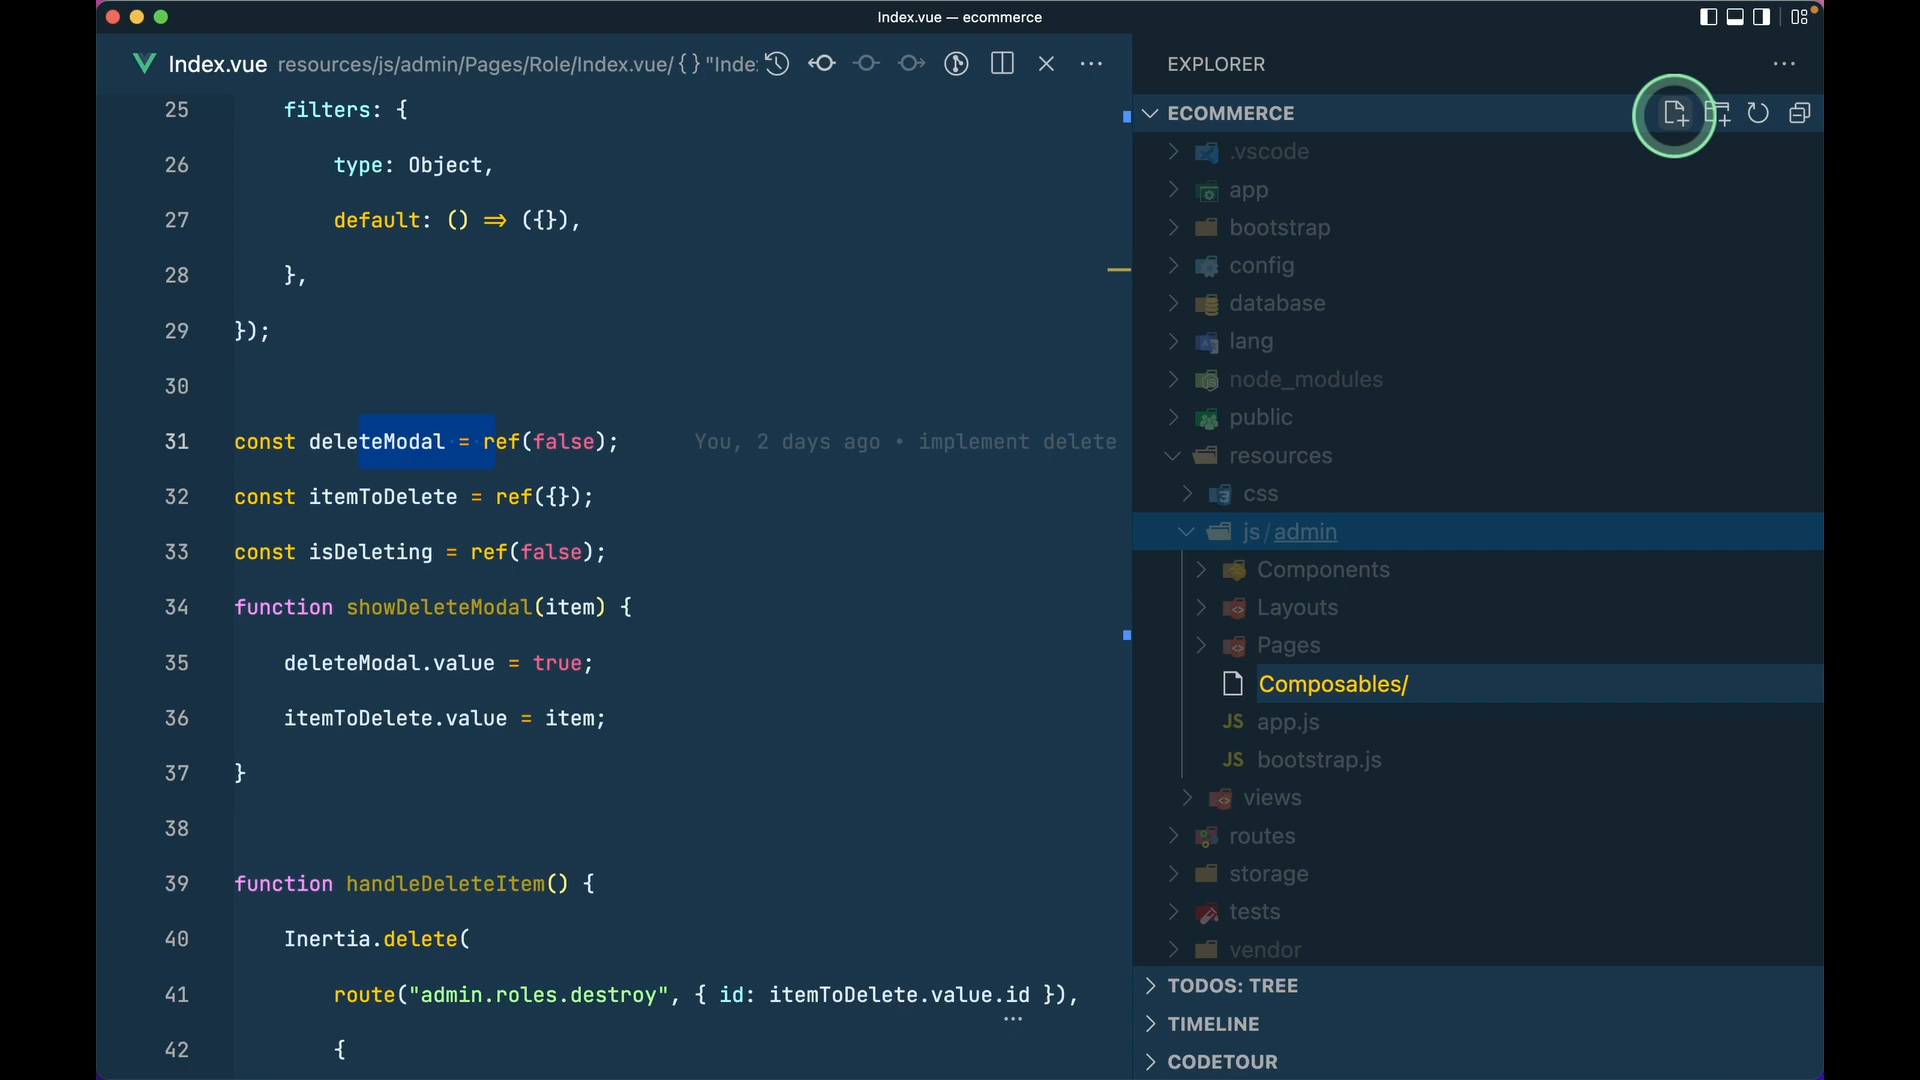 Index.vue — ecommerce
Index.vue resources/js/admin/Pages/Role/Index.vue/ {} "Inde
25 filters: {
26 type: Object,
27 default: () => ({}),
28 },
29 });
30
31 const deleteModal = ref(false); You, 2 days ago • implement delete
32 const itemToDelete = ref({});
33 const isDeleting = ref(false);
34 function showDeleteModal(item) {
35 deleteModal.value = true;
36 itemToDelete.value = item;
37 }
38
39 function handleDeleteItem() {
40 Inertia.delete(
41 route("admin.roles.destroy", { id: itemToDelete.value.id }),
42 {
EXPLORER
ECOMMERCE
.vscode
app
bootstrap
config
database
lang
node_modules
public
resources
css
js/admin
Components
Layouts
Pages
Composables/
JS app.js
JS bootstrap.js
views
routes
storage
tests
vendor
TODOS: TREE
TIMELINE
CODETOUR